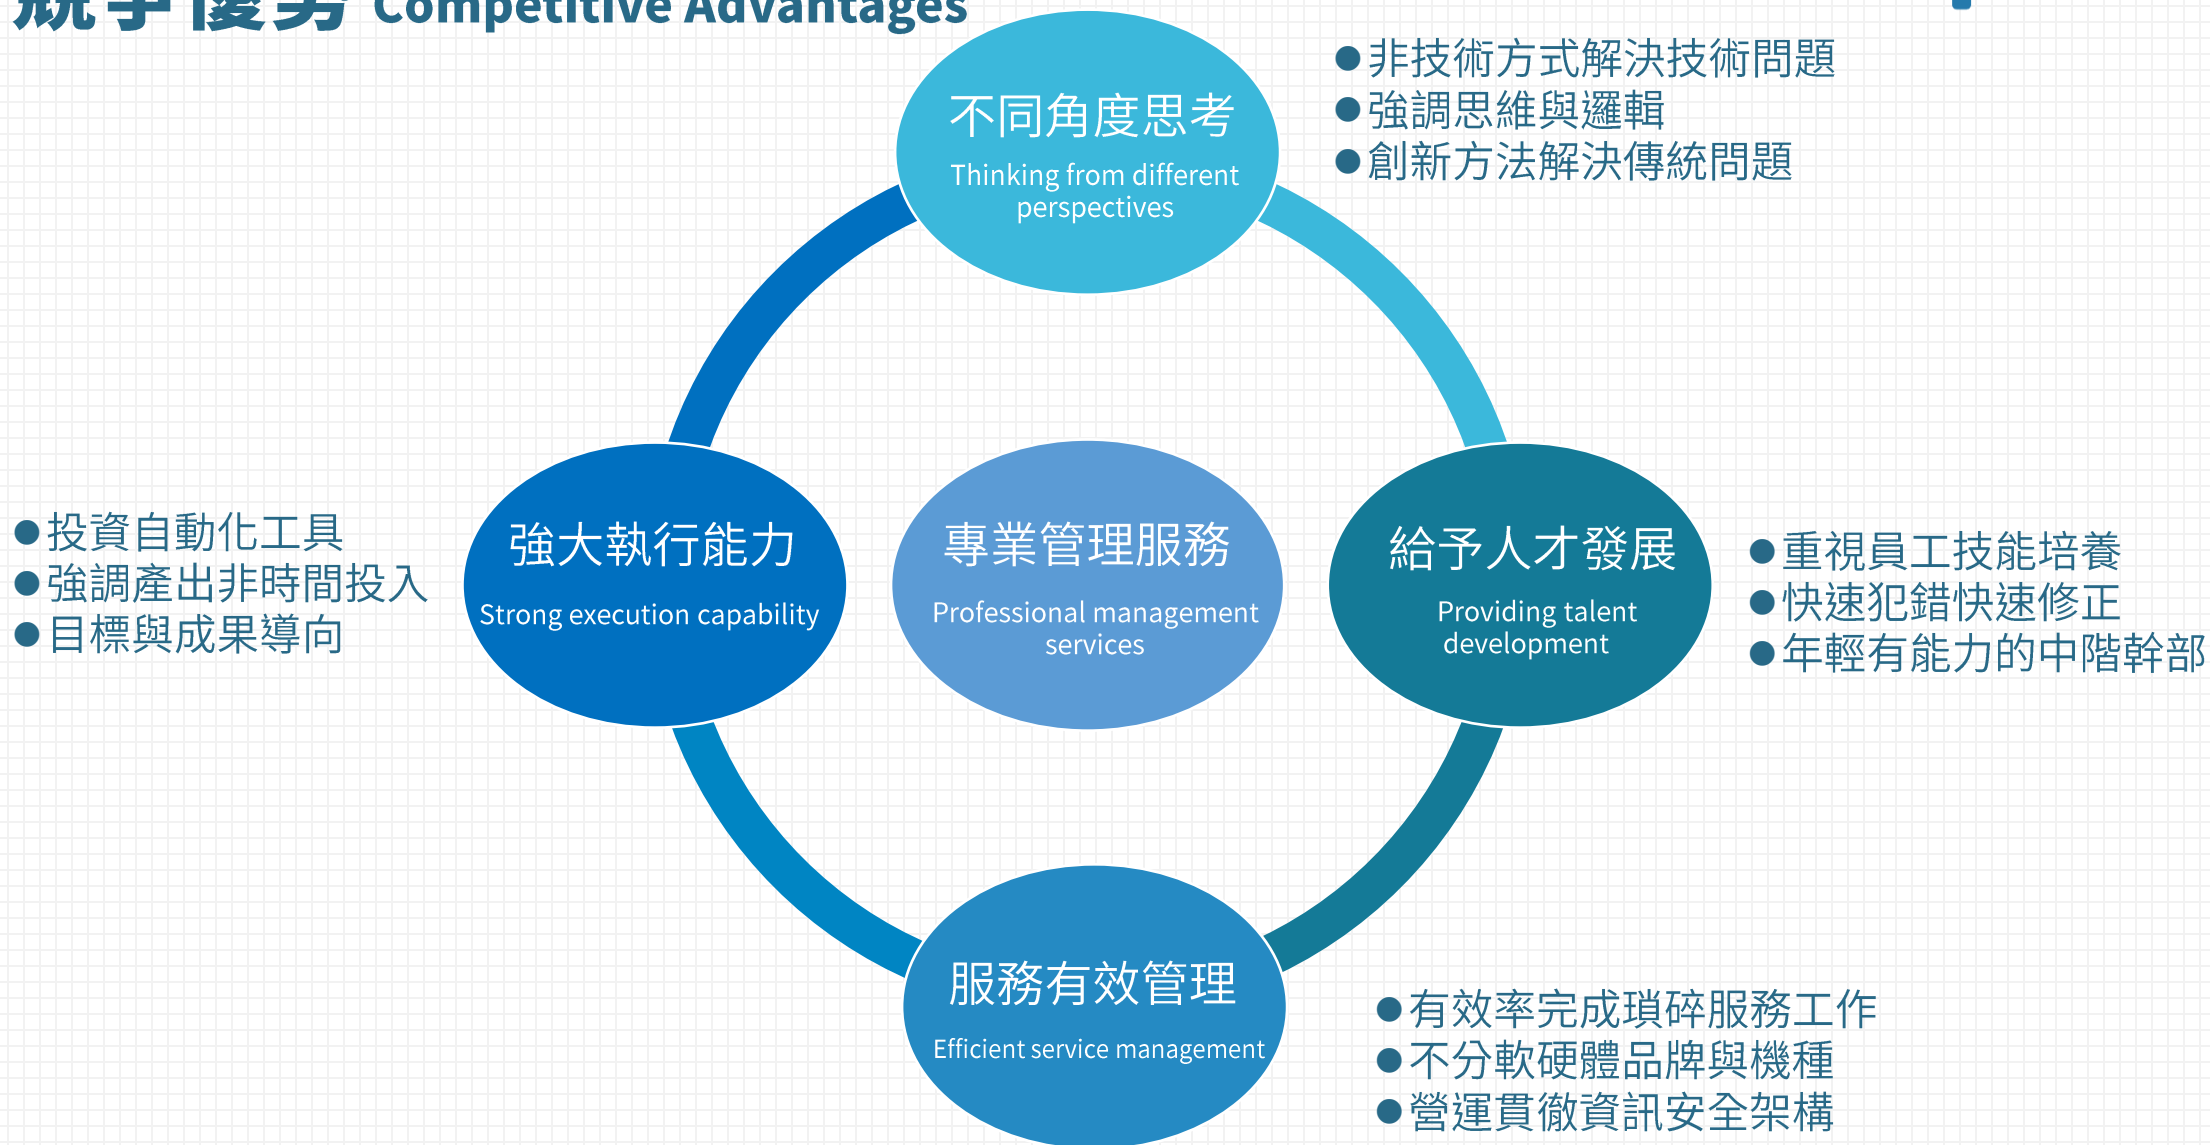 競爭優勢 Competitive Advantages
不同角度思考
Thinking from different
perspectives
●非技術方式解決技術問題
●強調思維與邏輯
●創新方法解決傳統問題
●投資自動化工具
●強調產出非時間投入
●目標與成果導向
強大執行能力
Strong execution capability
專業管理服務
Professional management
services
給予人才發展
Providing talent
development
●重視員工技能培養
●快速犯錯快速修正
●年輕有能力的中階幹部
服務有效管理
Efficient service management
●有效率完成瑣碎服務工作
●不分軟硬體品牌與機種
●營運貫徹資訊安全架構